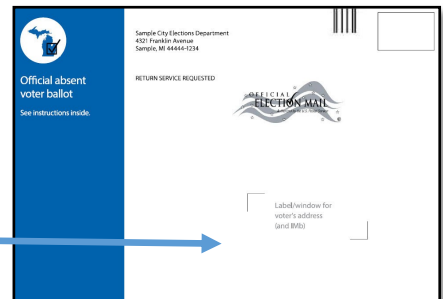 Official absent
voter ballot
See instructions inside.
Sample City Elections Department
4321 Franklin Avenue
Sample, MI 44444-1234
RETURN SERVICE REQUESTED
OFFICIAL
ELECTION MAIL
Label/window for
voter's address
(and IMb)